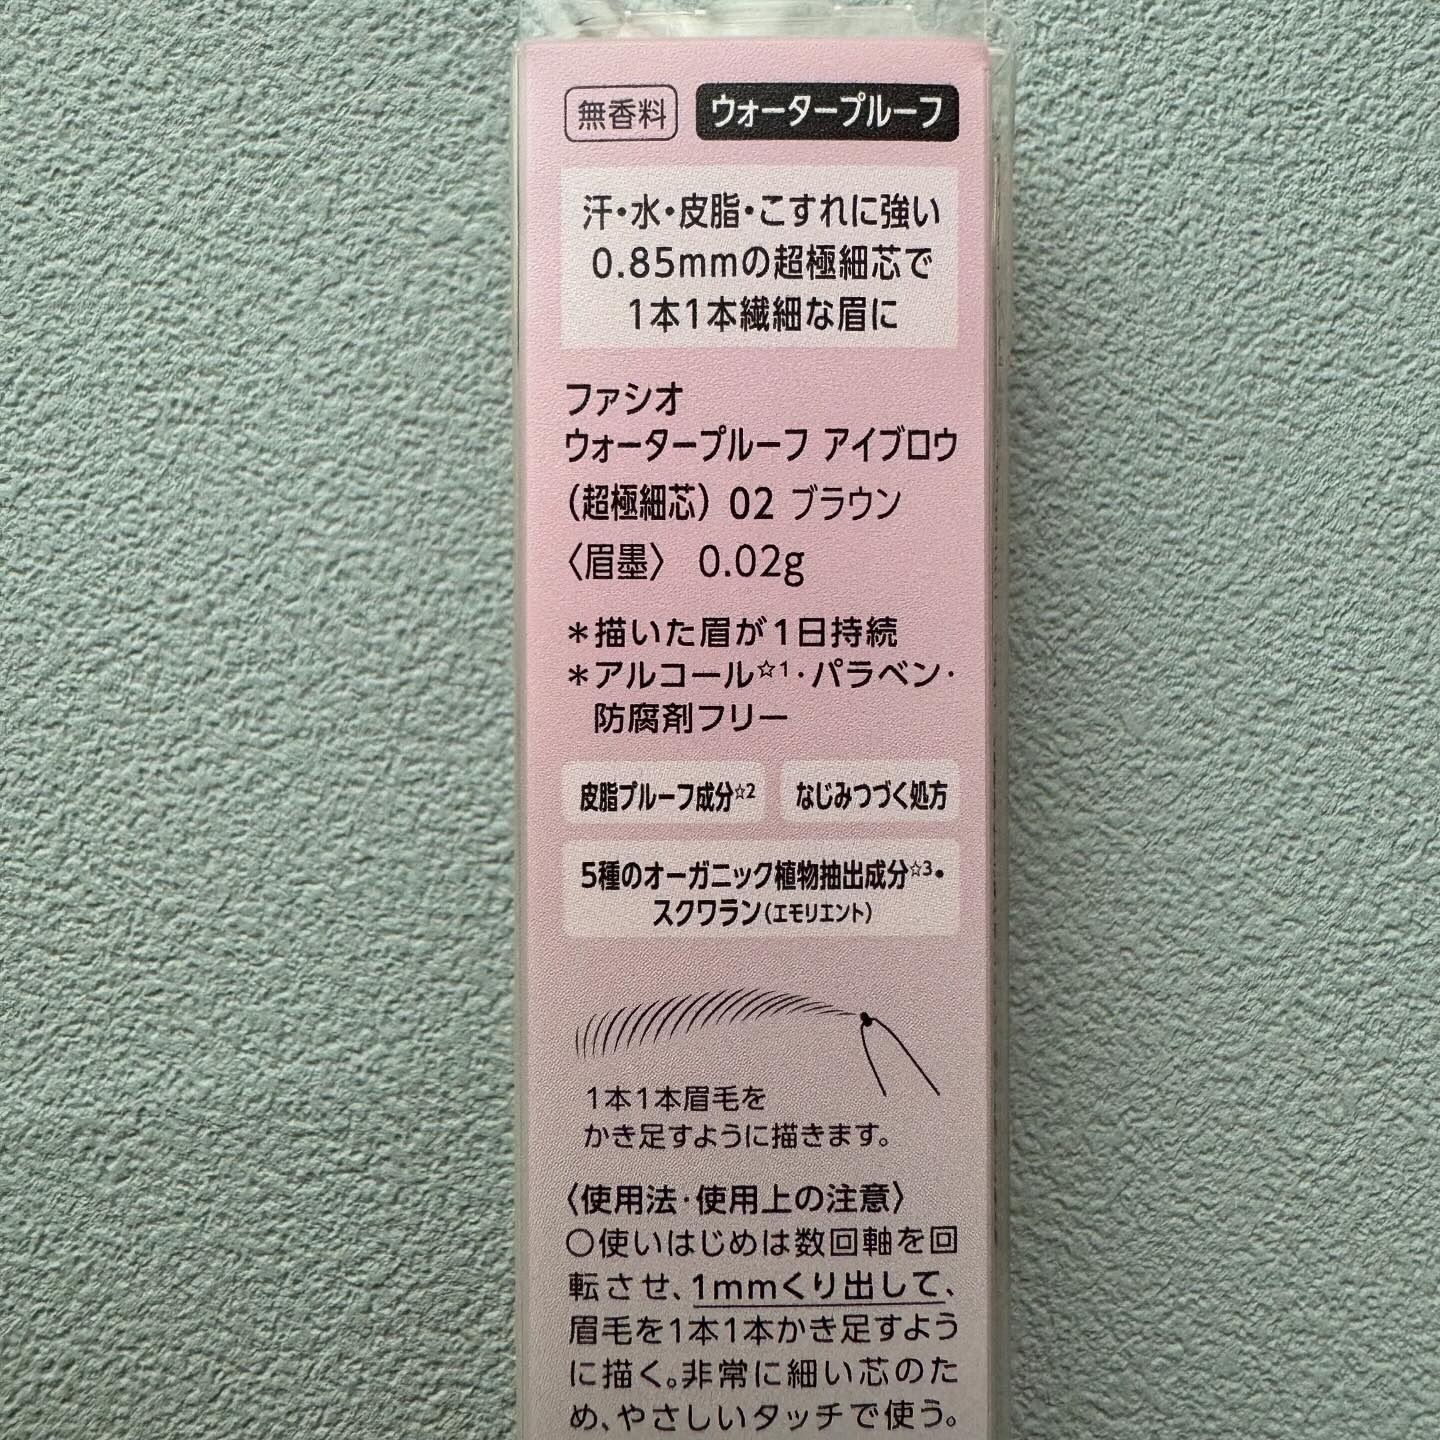 無香料 ウォータープルーフ
汗・水・皮脂・こすれに強い
0.85mmの超極細芯で
1本1本繊細な眉に
ファシオ
ウォータープルーフ アイブロウ
(超極細芯) 02 ブラウン
〈眉墨〉 0.02g
＊描いた眉が1日持続
＊アルコール☆1・パラベン・
防腐剤フリー
皮脂プルーフ成分☆2 なじみつづく処方
5種のオーガニック植物抽出成分☆3・
スクワラン(エモリエント)
1本1本眉毛を
かき足すように描きます。
〈使用法・使用上の注意〉
○使いはじめは数回軸を回
転させ、1mmくり出して、
眉毛を1本1本かき足すよう
に描く。非常に細い芯のた
め、やさしいタッチで使う。